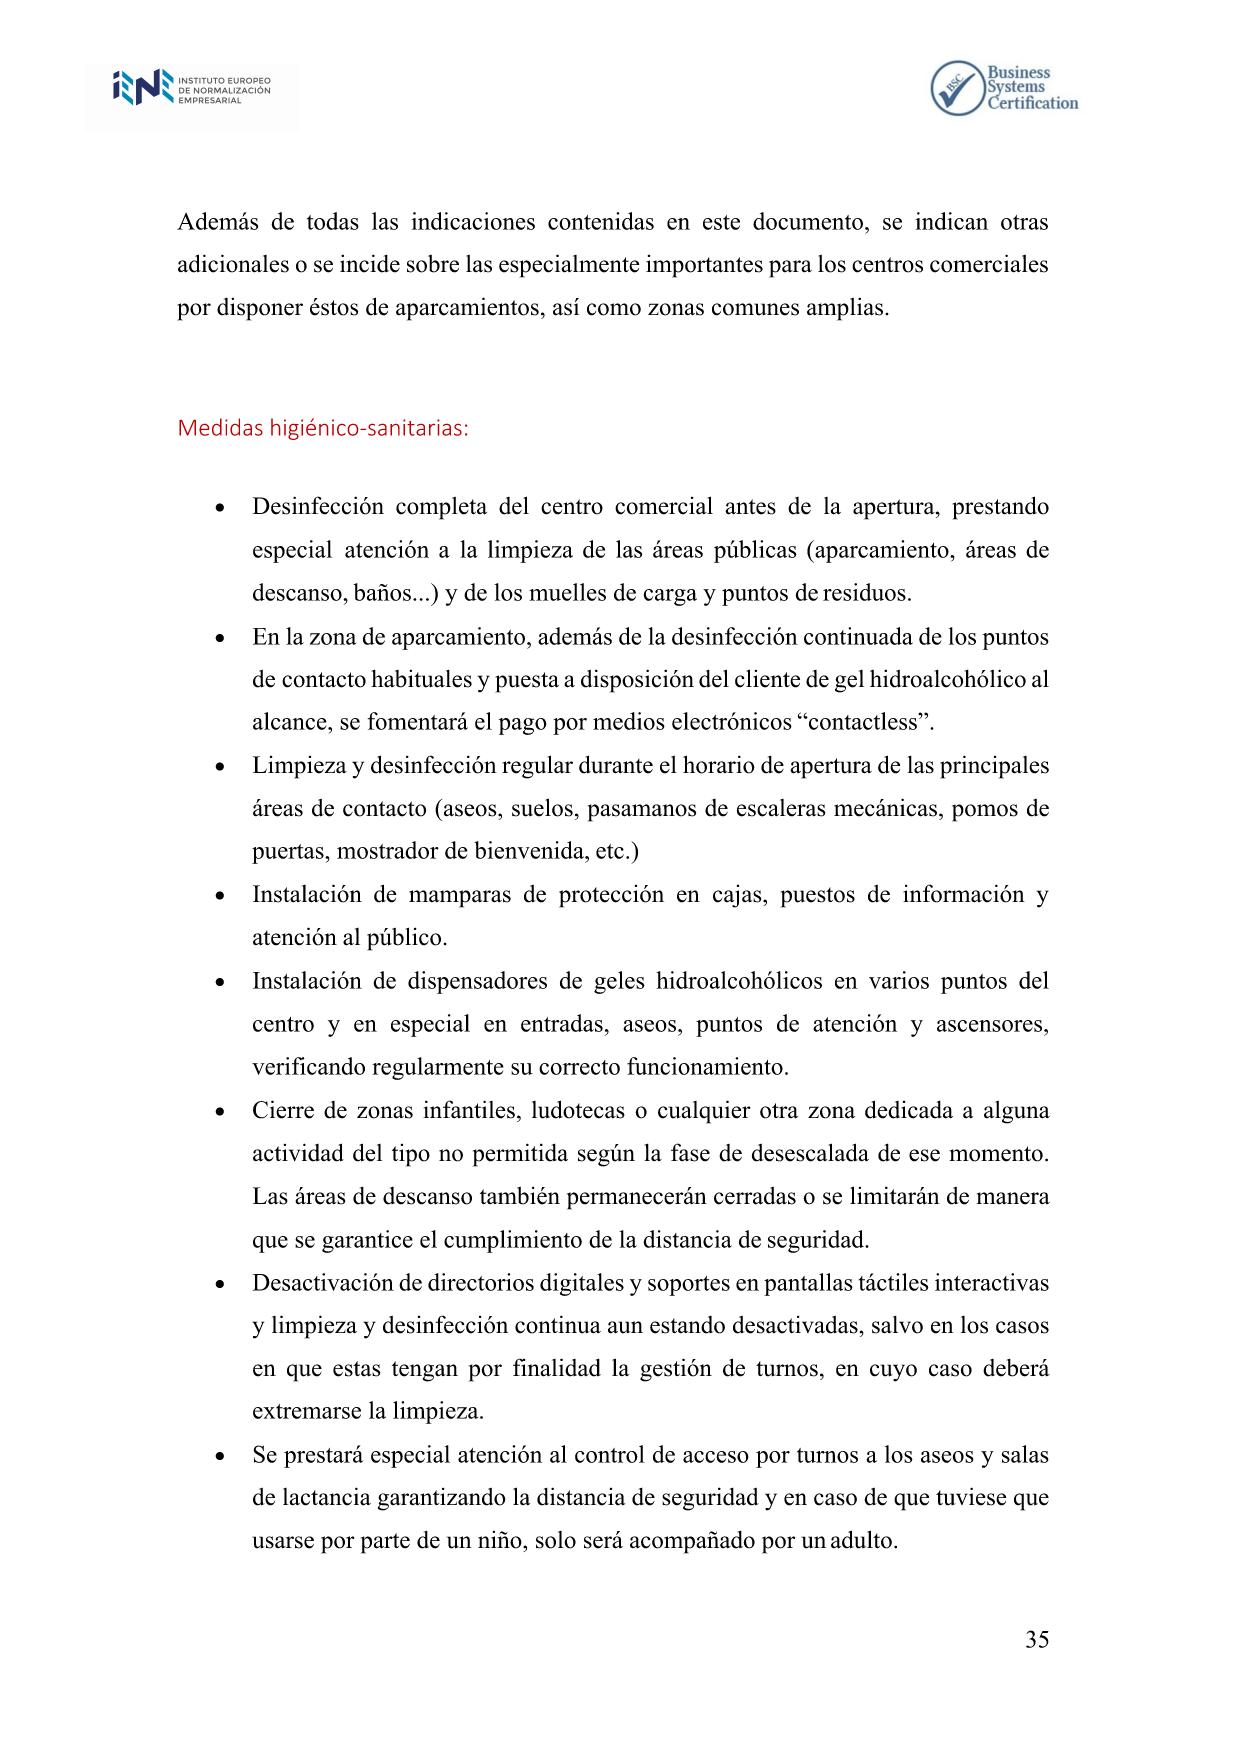 INSTITUTO EUROPEO
DE NORMALIZACIÓN
EMPRESARIAL
BSC
Business
Systems
Certification
Además de todas las indicaciones contenidas en este documento, se indican otras
adicionales o se incide sobre las especialmente importantes para los centros comerciales
por disponer éstos de aparcamientos, así como zonas comunes amplias.
Medidas higiénico-sanitarias:
• Desinfección completa del centro comercial antes de la apertura, prestando
especial atención a la limpieza de las áreas públicas (aparcamiento, áreas de
descanso, baños...) y de los muelles de carga y puntos de residuos.
• En la zona de aparcamiento, además de la desinfección continuada de los puntos
de contacto habituales y puesta a disposición del cliente de gel hidroalcohólico al
alcance, se fomentará el pago por medios electrónicos “contactless”.
• Limpieza y desinfección regular durante el horario de apertura de las principales
áreas de contacto (aseos, suelos, pasamanos de escaleras mecánicas, pomos de
puertas, mostrador de bienvenida, etc.)
• Instalación de mamparas de protección en cajas, puestos de información y
atención al público.
• Instalación de dispensadores de geles hidroalcohólicos en varios puntos del
centro y en especial en entradas, aseos, puntos de atención y ascensores,
verificando regularmente su correcto funcionamiento.
• Cierre de zonas infantiles, ludotecas o cualquier otra zona dedicada a alguna
actividad del tipo no permitida según la fase de desescalada de ese momento.
Las áreas de descanso también permanecerán cerradas o se limitarán de manera
que se garantice el cumplimiento de la distancia de seguridad.
• Desactivación de directorios digitales y soportes en pantallas táctiles interactivas
y limpieza y desinfección continua aun estando desactivadas, salvo en los casos
en que estas tengan por finalidad la gestión de turnos, en cuyo caso deberá
extremarse la limpieza.
• Se prestará especial atención al control de acceso por turnos a los aseos y salas
de lactancia garantizando la distancia de seguridad y en caso de que tuviese que
usarse por parte de un niño, solo será acompañado por un adulto.
35